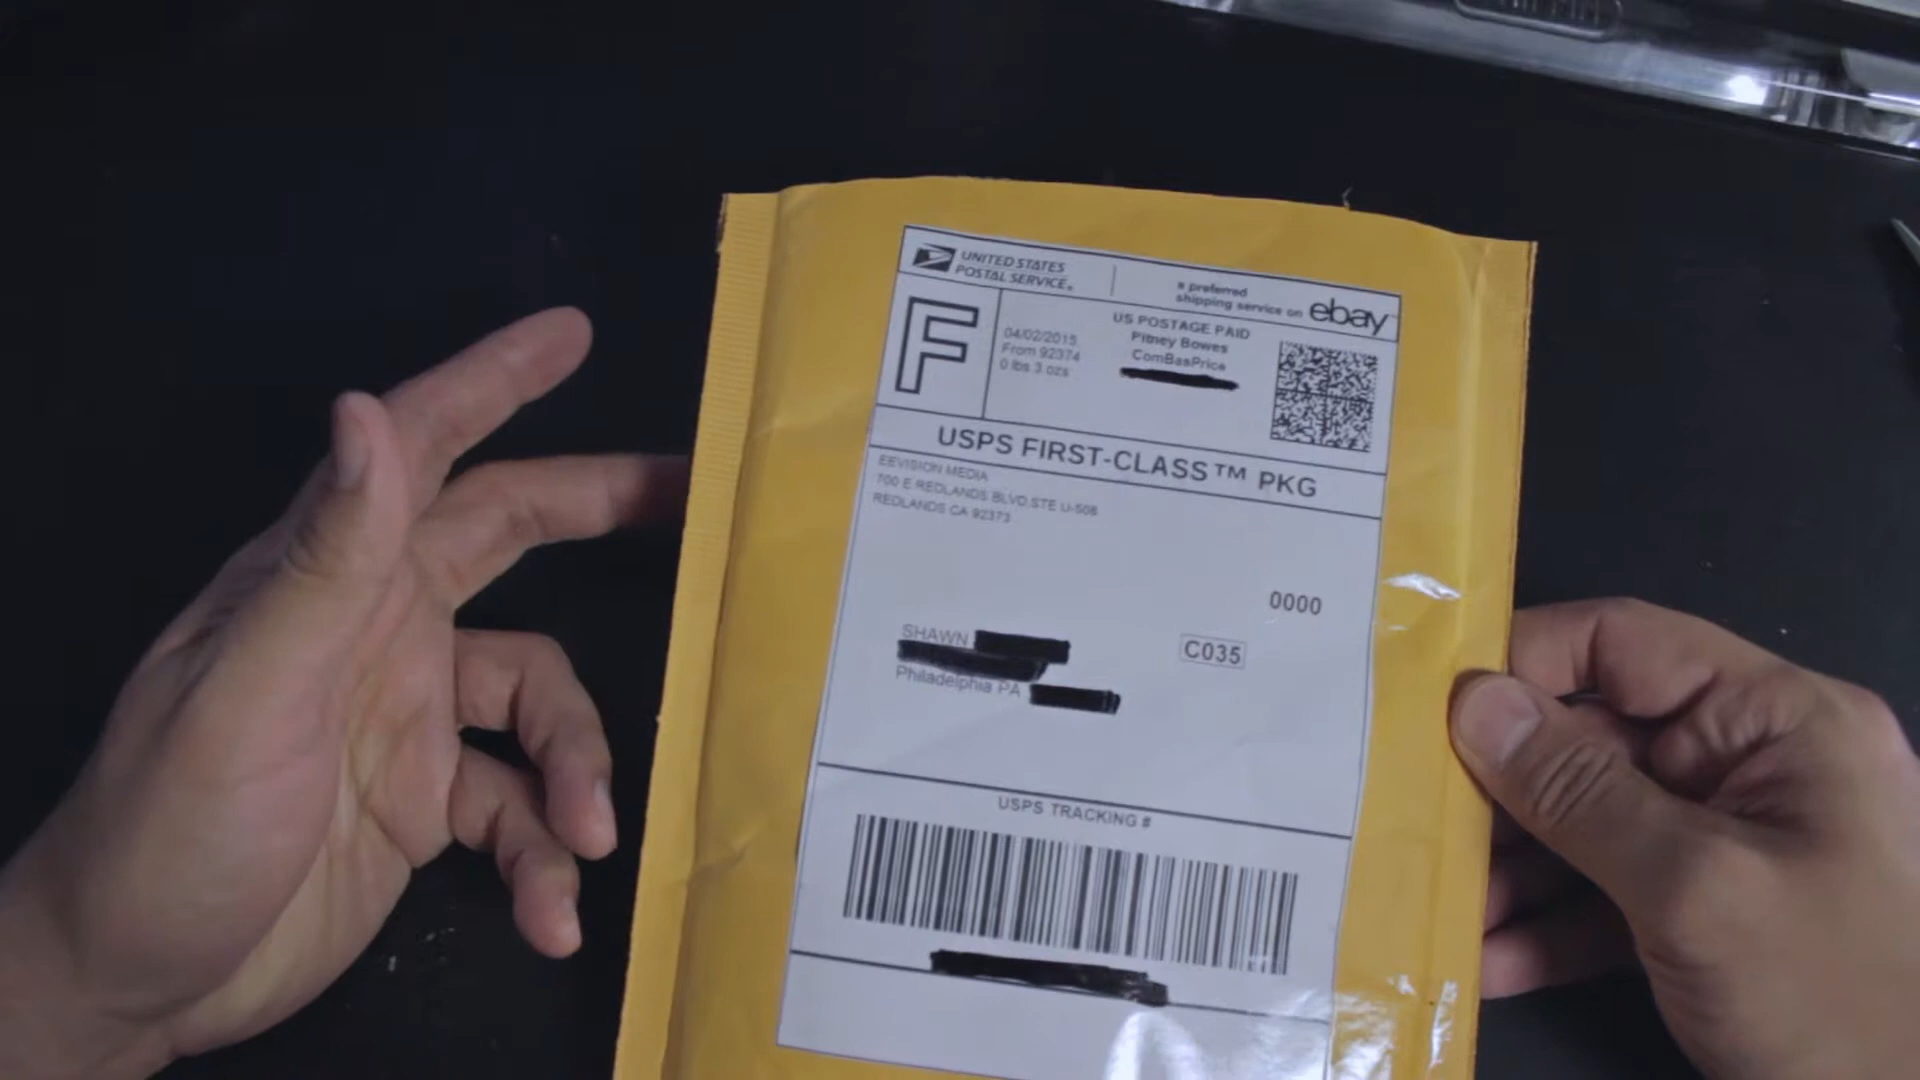 UNITED STATES
POSTAL SERVICE®
a preferred
shipping service on ebay
F
04/02/2015
From 92374
0 lbs 3 ozs
US POSTAGE PAID
Pitney Bowes
ComBasPrice
USPS FIRST-CLASS™ PKG
EEVISION MEDIA
700 E REDLANDS BLVD STE U-508
REDLANDS CA 92373
0000
SHAWN
C035
Philadelphia PA
USPS TRACKING #